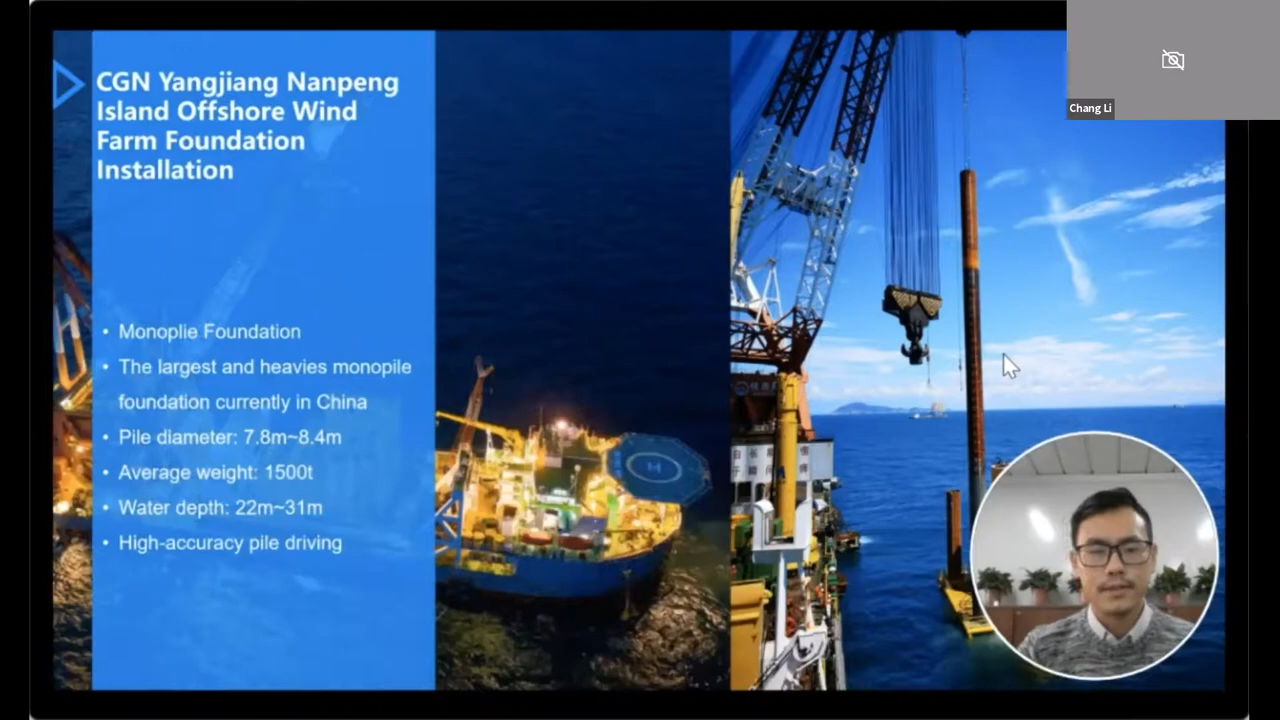 CGN Yangjiang Nanpeng
Island Offshore Wind
Farm Foundation
Installation
• Monoplie Foundation
• The largest and heavies monopile
foundation currently in China
• Pile diameter: 7.8m~8.4m
• Average weight: 1500t
• Water depth: 22m~31m
• High-accuracy pile driving
Chang Li
H